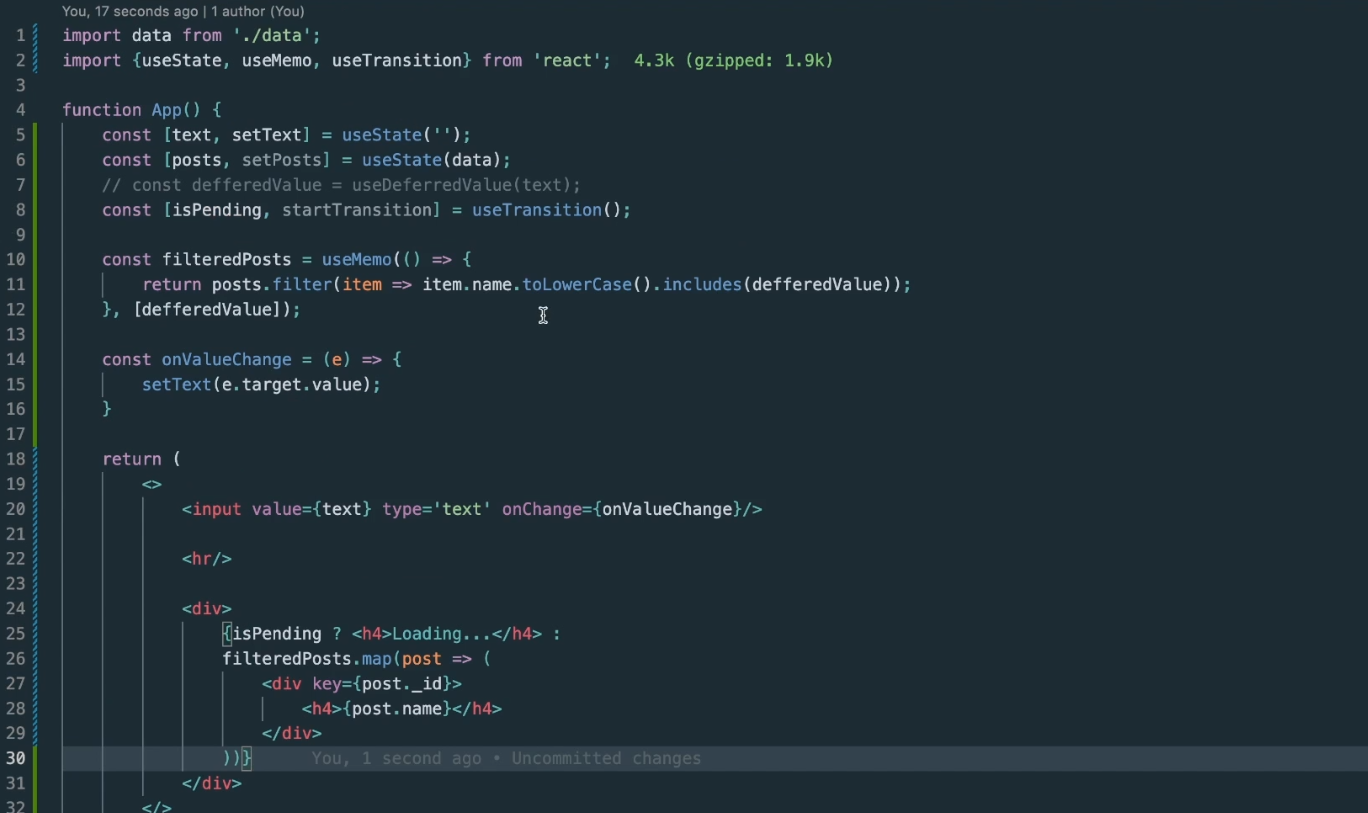 You, 17 seconds ago | 1 author (You)
1 import data from './data';
2 import {useState, useMemo, useTransition} from 'react'; 4.3k (gzipped: 1.9k)
3
4 function App() {
5 const [text, setText] = useState('');
6 const [posts, setPosts] = useState(data);
7 // const defferedValue = useDeferredValue(text);
8 const [isPending, startTransition] = useTransition();
9
10 const filteredPosts = useMemo(() => {
11 return posts.filter(item => item.name.toLowerCase().includes(defferedValue));
12 }, [defferedValue]);
13
14 const onValueChange = (e) => {
15 setText(e.target.value);
16 }
17
18 return (
19 <>
20 <input value={text} type='text' onChange={onValueChange}/>
21
22 <hr/>
23
24 <div>
25 {isPending ? <h4>Loading...</h4> :
26 filteredPosts.map(post => (
27 <div key={post._id}>
28 <h4>{post.name}</h4>
29 </div>
30 ))} You, 1 second ago • Uncommitted changes
31 </div>
32 </>